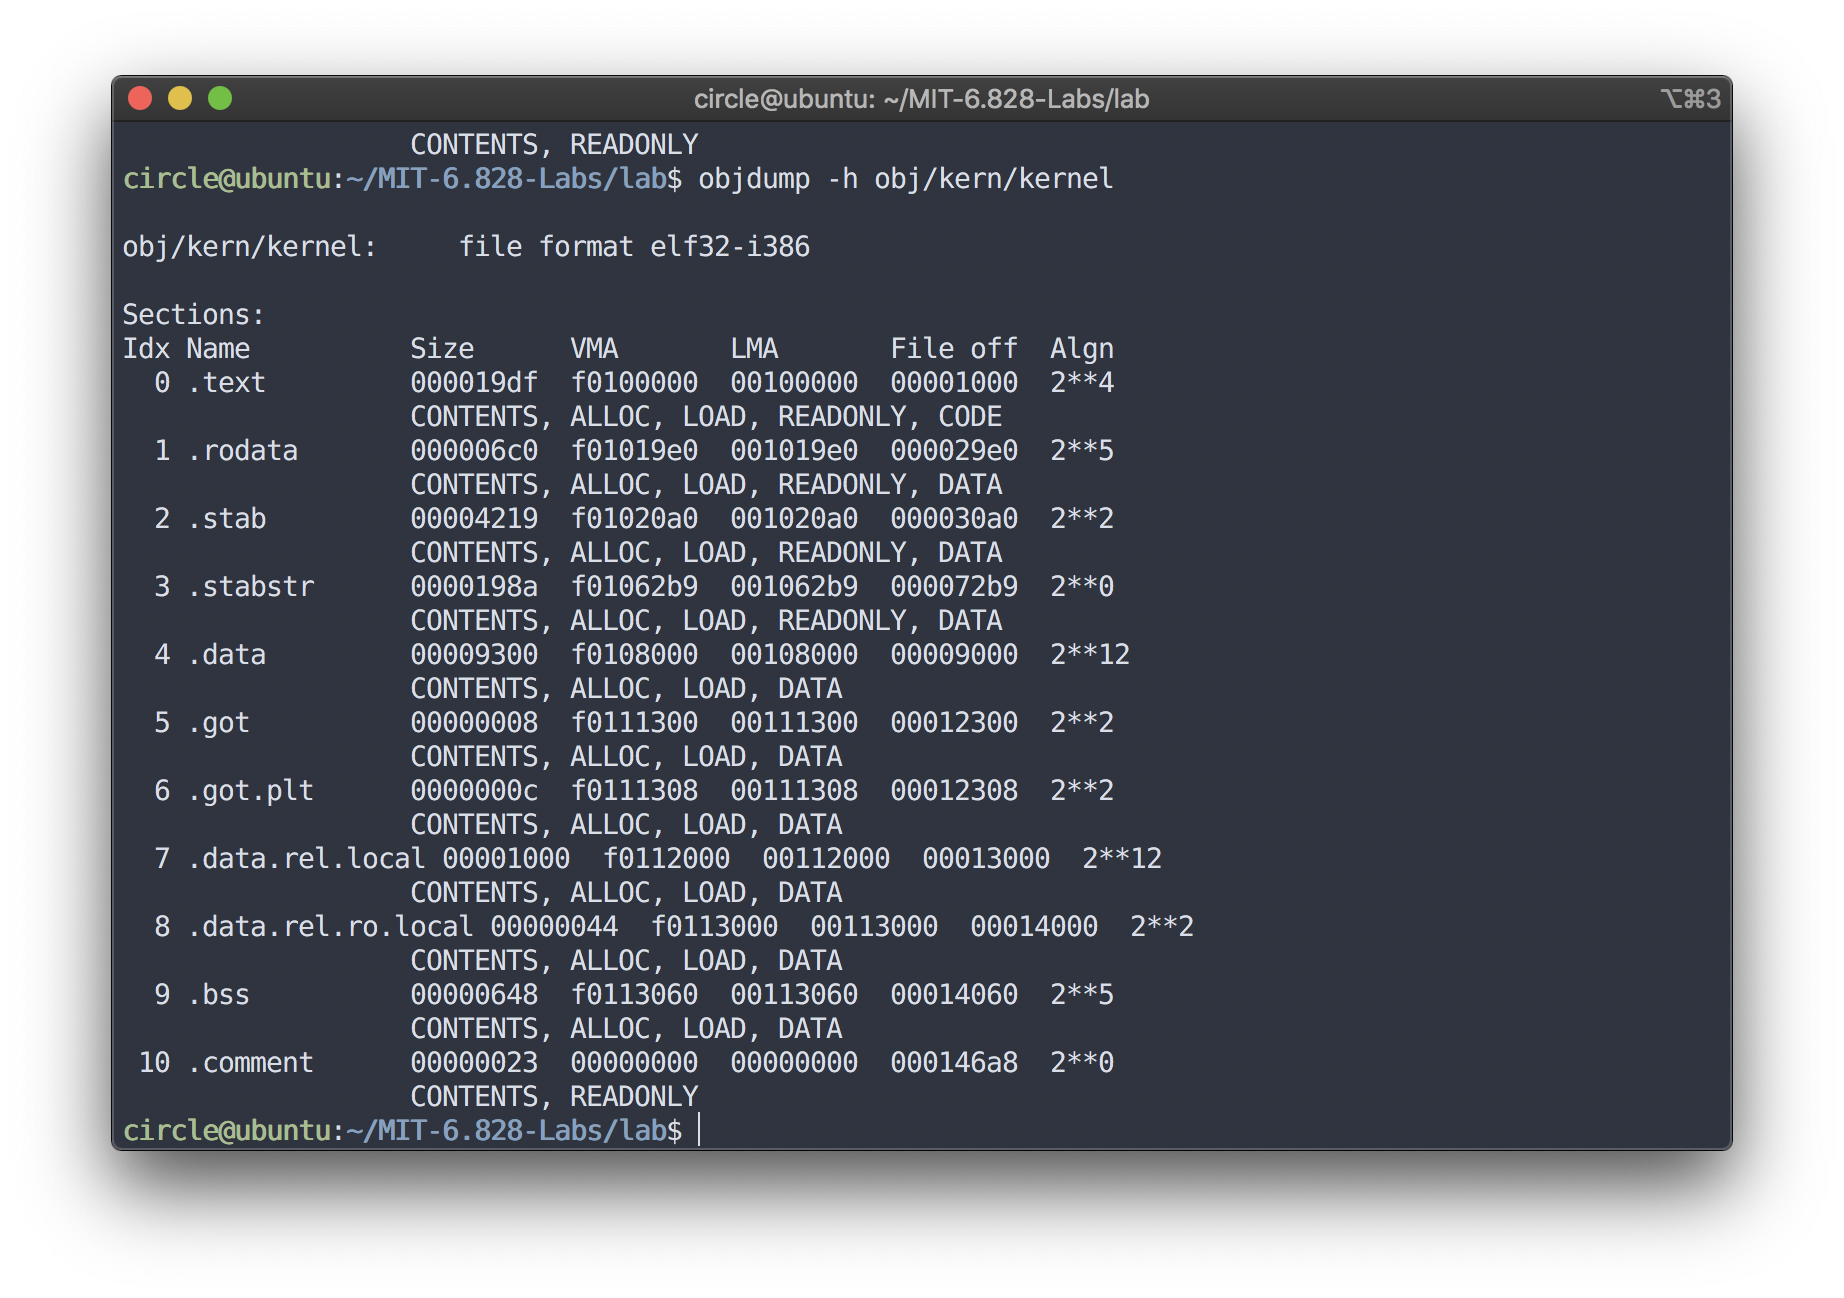 circle@ubuntu: ~/MIT-6.828-Labs/lab ⌥⌘3
CONTENTS, READONLY
circle@ubuntu:~/MIT-6.828-Labs/lab$ objdump -h obj/kern/kernel
obj/kern/kernel:     file format elf32-i386
Sections:
Idx Name          Size      VMA       LMA       File off  Algn
  0 .text         000019df  f0100000  00100000  00001000  2**4
                  CONTENTS, ALLOC, LOAD, READONLY, CODE
  1 .rodata       000006c0  f01019e0  001019e0  000029e0  2**5
                  CONTENTS, ALLOC, LOAD, READONLY, DATA
  2 .stab         00004219  f01020a0  001020a0  000030a0  2**2
                  CONTENTS, ALLOC, LOAD, READONLY, DATA
  3 .stabstr      0000198a  f01062b9  001062b9  000072b9  2**0
                  CONTENTS, ALLOC, LOAD, READONLY, DATA
  4 .data         00009300  f0108000  00108000  00009000  2**12
                  CONTENTS, ALLOC, LOAD, DATA
  5 .got          00000008  f0111300  00111300  00012300  2**2
                  CONTENTS, ALLOC, LOAD, DATA
  6 .got.plt      0000000c  f0111308  00111308  00012308  2**2
                  CONTENTS, ALLOC, LOAD, DATA
  7 .data.rel.local 00001000  f0112000  00112000  00013000  2**12
                  CONTENTS, ALLOC, LOAD, DATA
  8 .data.rel.ro.local 00000044  f0113000  00113000  00014000  2**2
                  CONTENTS, ALLOC, LOAD, DATA
  9 .bss          00000648  f0113060  00113060  00014060  2**5
                  CONTENTS, ALLOC, LOAD, DATA
 10 .comment      00000023  00000000  00000000  000146a8  2**0
                  CONTENTS, READONLY
circle@ubuntu:~/MIT-6.828-Labs/lab$